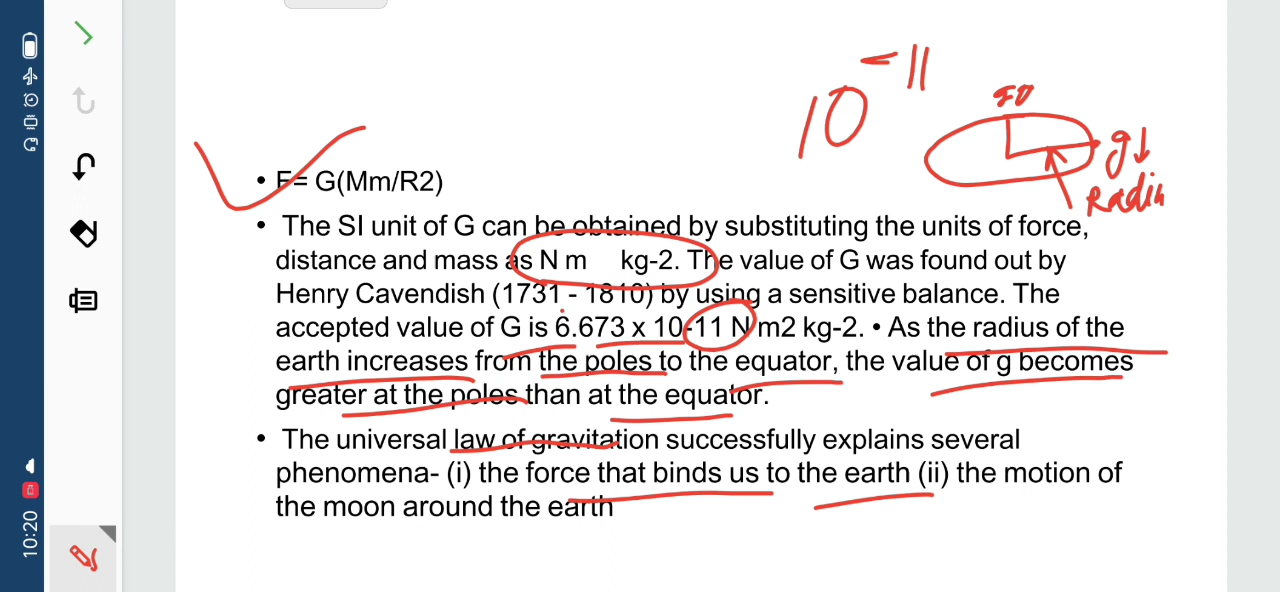 10^-11
g↓
Radiu
• F= G(Mm/R2)
• The SI unit of G can be obtained by substituting the units of force,
distance and mass as N m kg-2. The value of G was found out by
Henry Cavendish (1731 - 1810) by using a sensitive balance. The
accepted value of G is 6.673 x 10-11 N m2 kg-2. • As the radius of the
earth increases from the poles to the equator, the value of g becomes
greater at the poles than at the equator.
• The universal law of gravitation successfully explains several
phenomena- (i) the force that binds us to the earth (ii) the motion of
the moon around the earth
10:20